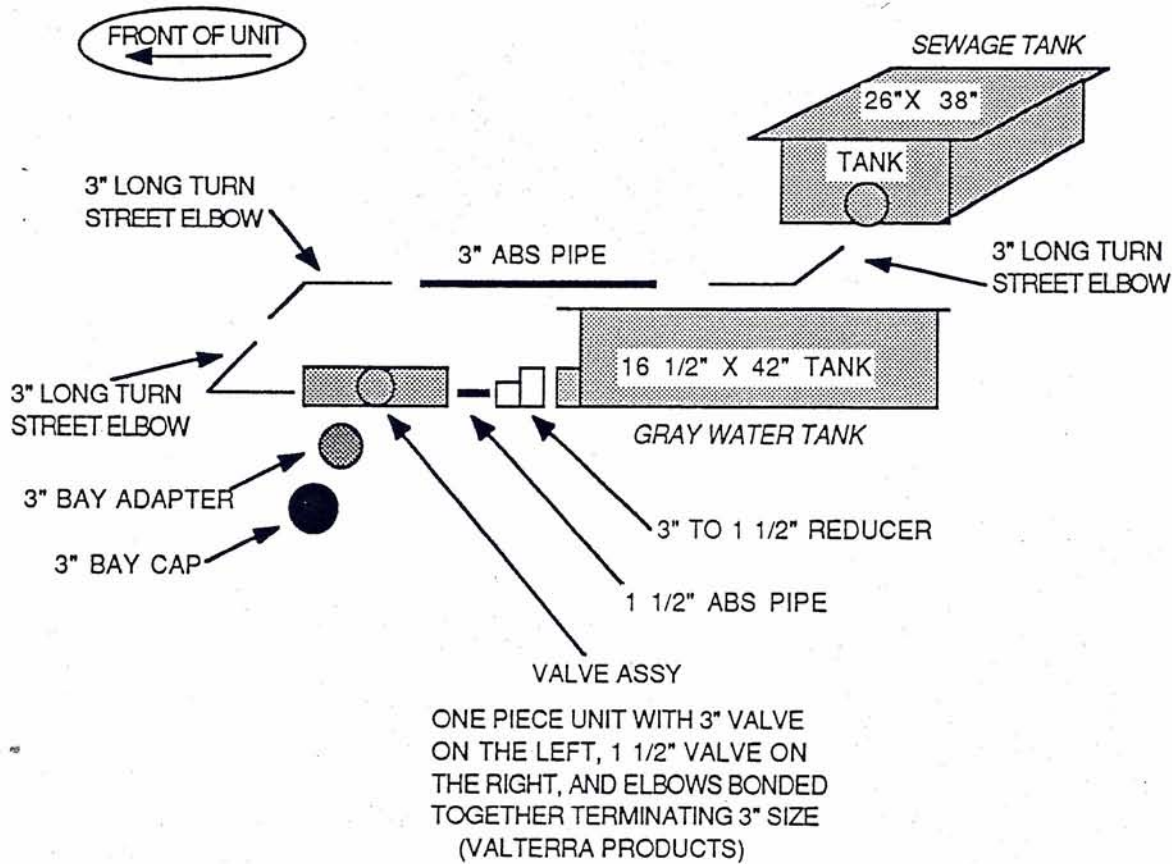 FRONT OF UNIT
SEWAGE TANK
26"X 38"
TANK
3" LONG TURN
STREET ELBOW
3" ABS PIPE
3" LONG TURN
STREET ELBOW
16 1/2" X 42" TANK
3" LONG TURN
STREET ELBOW
GRAY WATER TANK
3" BAY ADAPTER
3" TO 1 1/2" REDUCER
3" BAY CAP
1 1/2" ABS PIPE
VALVE ASSY
ONE PIECE UNIT WITH 3" VALVE
ON THE LEFT, 1 1/2" VALVE ON
THE RIGHT, AND ELBOWS BONDED
TOGETHER TERMINATING 3" SIZE
(VALTERRA PRODUCTS)